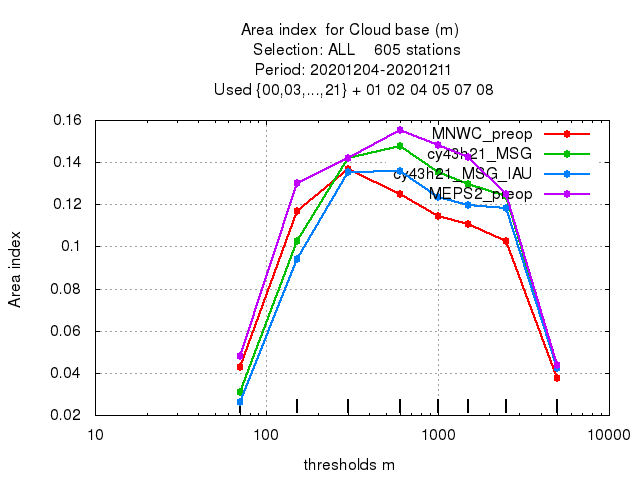 Area index  for Cloud base (m)
Selection: ALL    605 stations
Period: 20201204-20201211
Used {00,03,...,21} + 01 02 04 05 07 08
MNWC_preop
cy43h21_MSG
cy43h21_MSG_IAU
MEPS2_preop
Area index
0.16
0.14
0.12
0.1
0.08
0.06
0.04
0.02
10 100 1000 10000
thresholds m